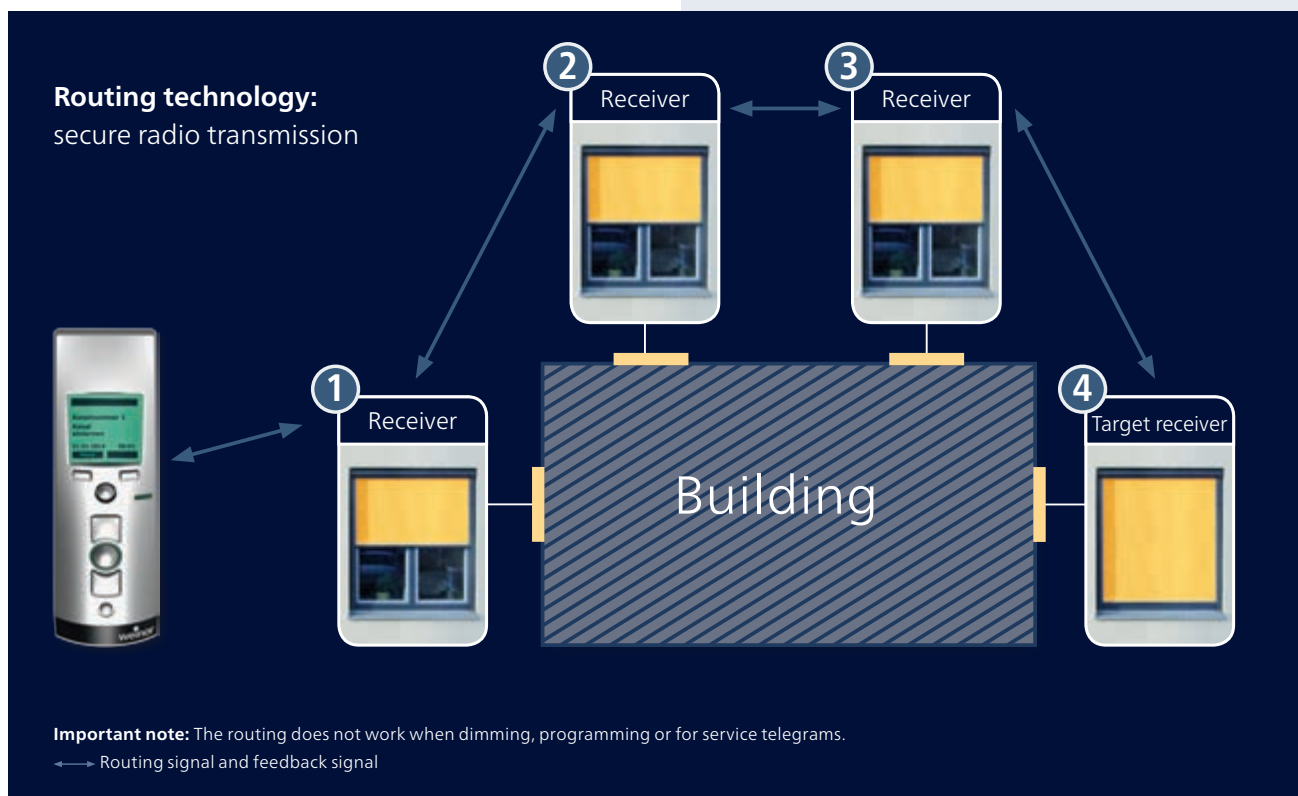 Routing technology:
secure radio transmission
2
Receiver
3
Receiver
1
Receiver
4
Target receiver
Building
weinor
Important note: The routing does not work when dimming, programming or for service telegrams.
Routing signal and feedback signal